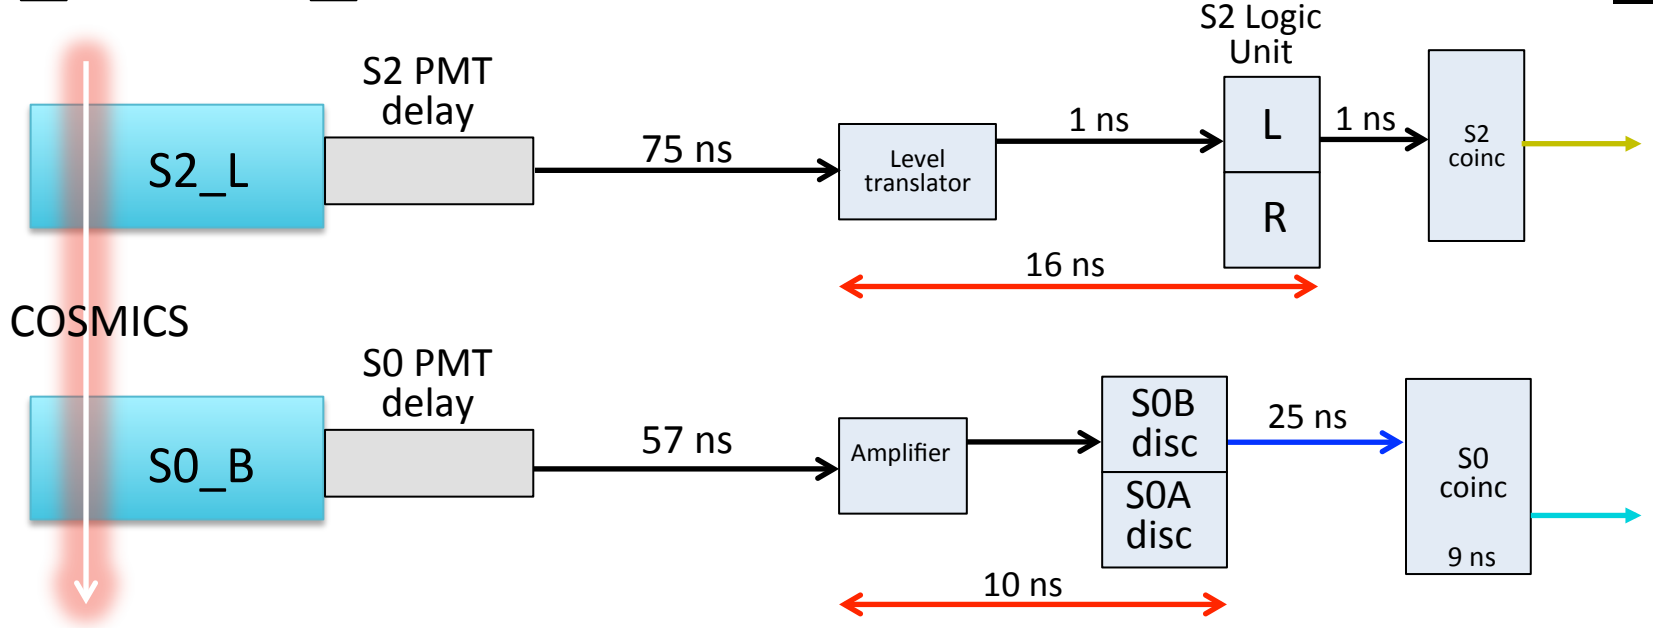 S2 Logic
Unit
S2 PMT
delay
S2_L
75 ns
Level
translator
1 ns
L
R
1 ns
S2
coinc
16 ns
COSMICS
S0 PMT
delay
S0_B
57 ns
Amplifier
S0B
disc
S0A
disc
25 ns
S0
coinc
9 ns
10 ns